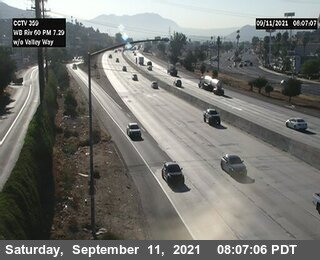 CCTV 359
WB Riv 60 PM 7.29
w/o Valley Way
09/11/2021 08:07:07
Saturday, September 11, 2021 08:07:06 PDT